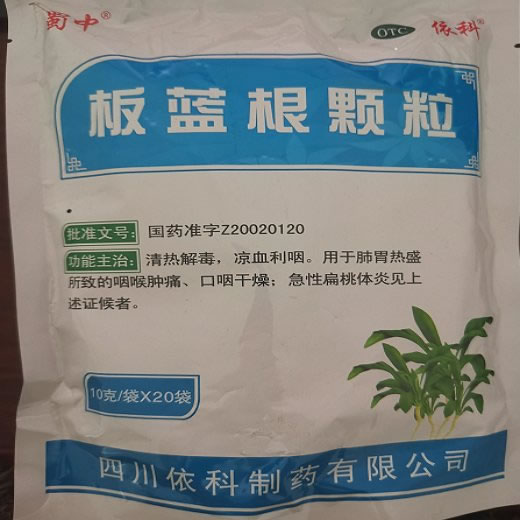 蜀中® OTC 依科®
板蓝根颗粒
批准文号: 国药准字Z20020120
功能主治: 清热解毒，凉血利咽。用于肺胃热盛
所致的咽喉肿痛、口咽干燥；急性扁桃体炎见上
述证候者。
10克/袋X20袋
四川依科制药有限公司